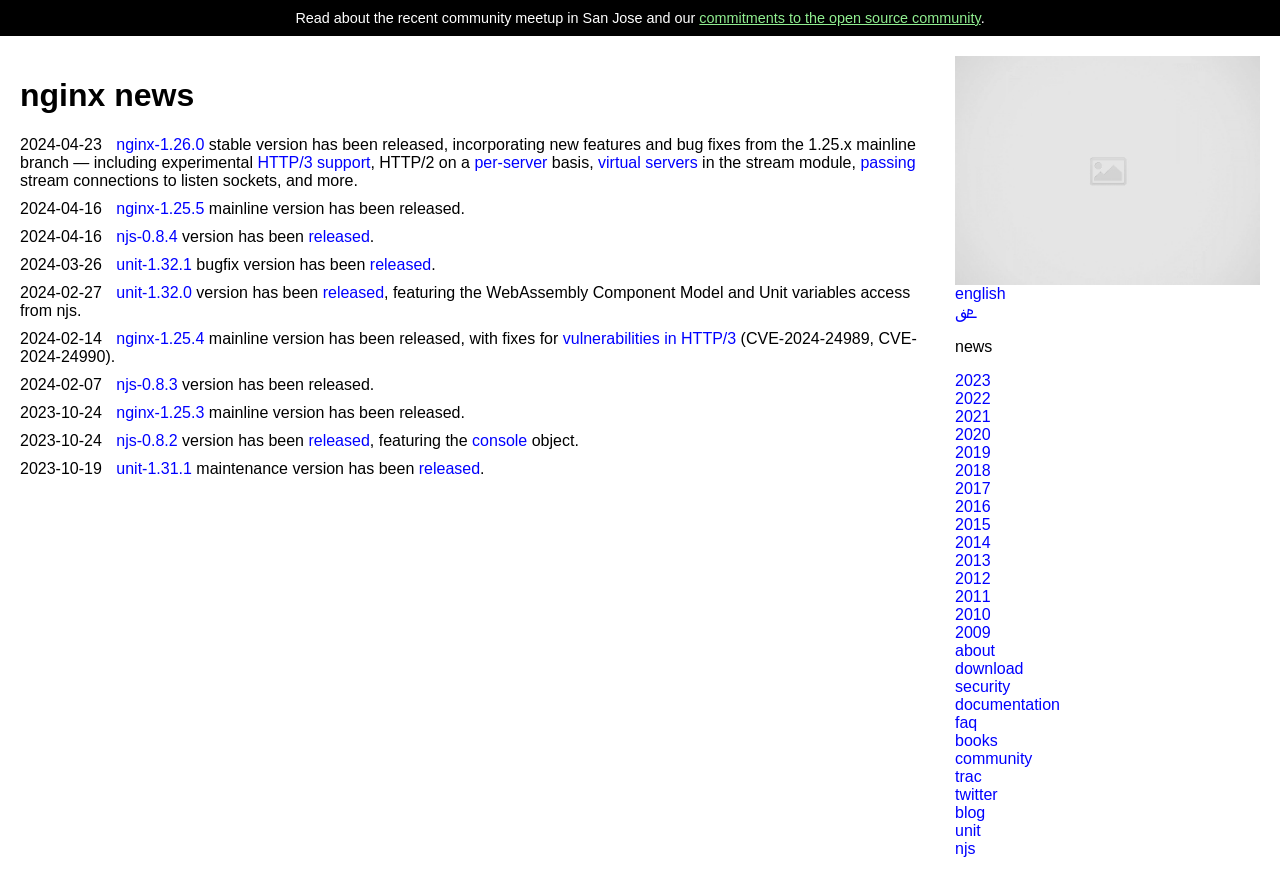 Read about the recent community meetup in San Jose and our commitments to the open source community.
nginx news
2024-04-23 nginx-1.26.0 stable version has been released, incorporating new features and bug fixes from the 1.25.x mainline
branch — including experimental HTTP/3 support, HTTP/2 on a per-server basis, virtual servers in the stream module, passing
stream connections to listen sockets, and more.
2024-04-16 nginx-1.25.5 mainline version has been released.
2024-04-16 njs-0.8.4 version has been released.
2024-03-26 unit-1.32.1 bugfix version has been released.
2024-02-27 unit-1.32.0 version has been released, featuring the WebAssembly Component Model and Unit variables access
from njs.
2024-02-14 nginx-1.25.4 mainline version has been released, with fixes for vulnerabilities in HTTP/3 (CVE-2024-24989, CVE-
2024-24990).
2024-02-07 njs-0.8.3 version has been released.
2023-10-24 nginx-1.25.3 mainline version has been released.
2023-10-24 njs-0.8.2 version has been released, featuring the console object.
2023-10-19 unit-1.31.1 maintenance version has been released.
english
news
2023
2022
2021
2020
2019
2018
2017
2016
2015
2014
2013
2012
2011
2010
2009
about
download
security
documentation
faq
books
community
trac
twitter
blog
unit
njs